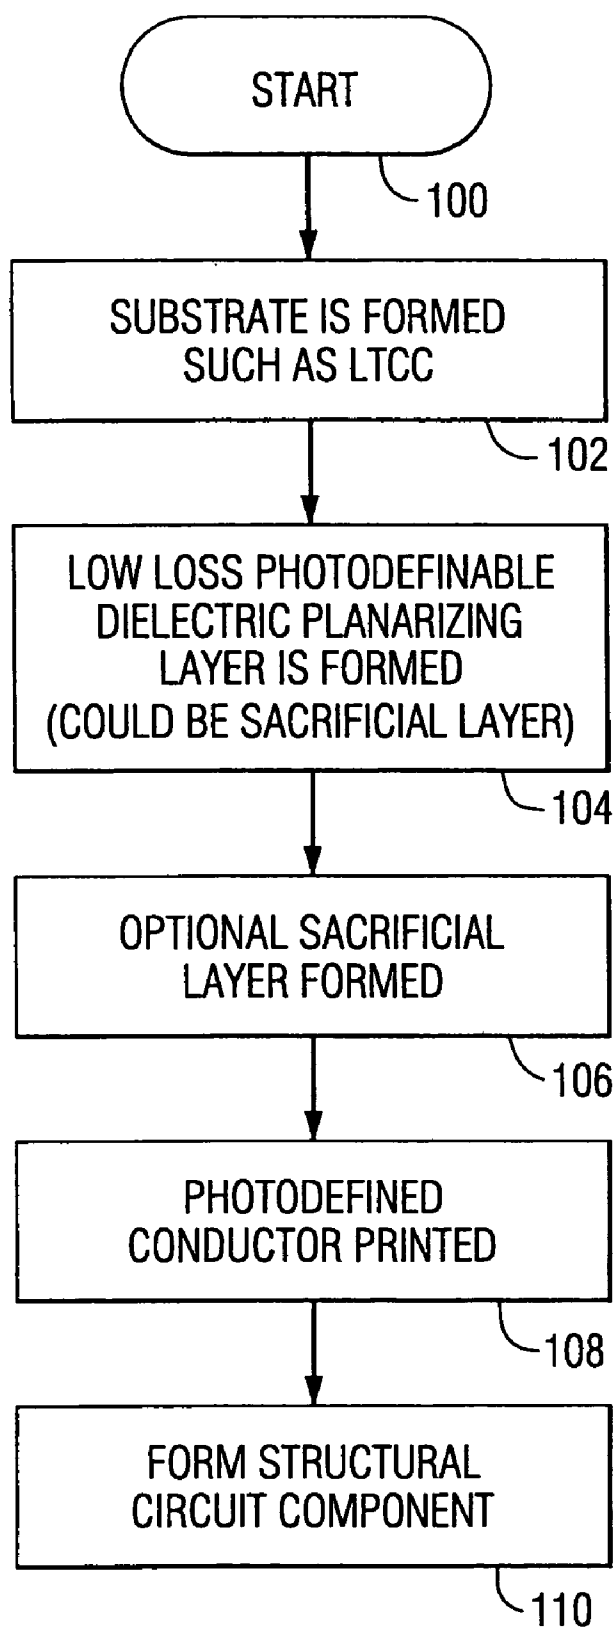 START
100
SUBSTRATE IS FORMED
SUCH AS LTCC
102
LOW LOSS PHOTODEFINABLE
DIELECTRIC PLANARIZING
LAYER IS FORMED
(COULD BE SACRIFICIAL LAYER)
104
OPTIONAL SACRIFICIAL
LAYER FORMED
106
PHOTODEFINED
CONDUCTOR PRINTED
108
FORM STRUCTURAL
CIRCUIT COMPONENT
110